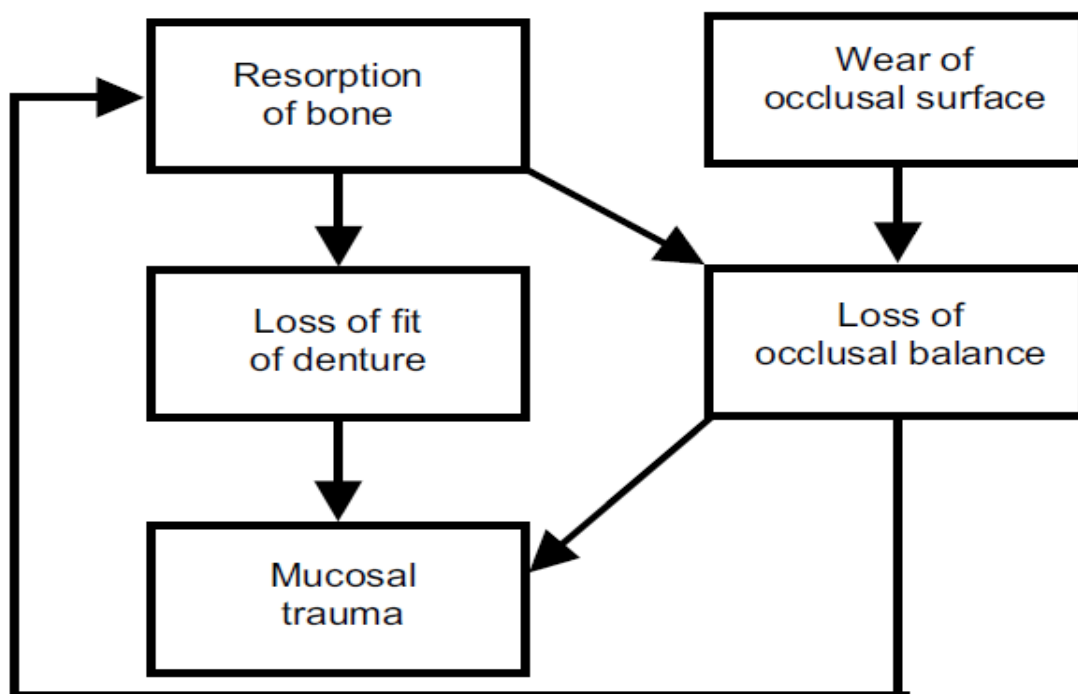 Resorption
of bone
Wear of
occlusal surface
Loss of fit
of denture
Loss of
occlusal balance
Mucosal
trauma